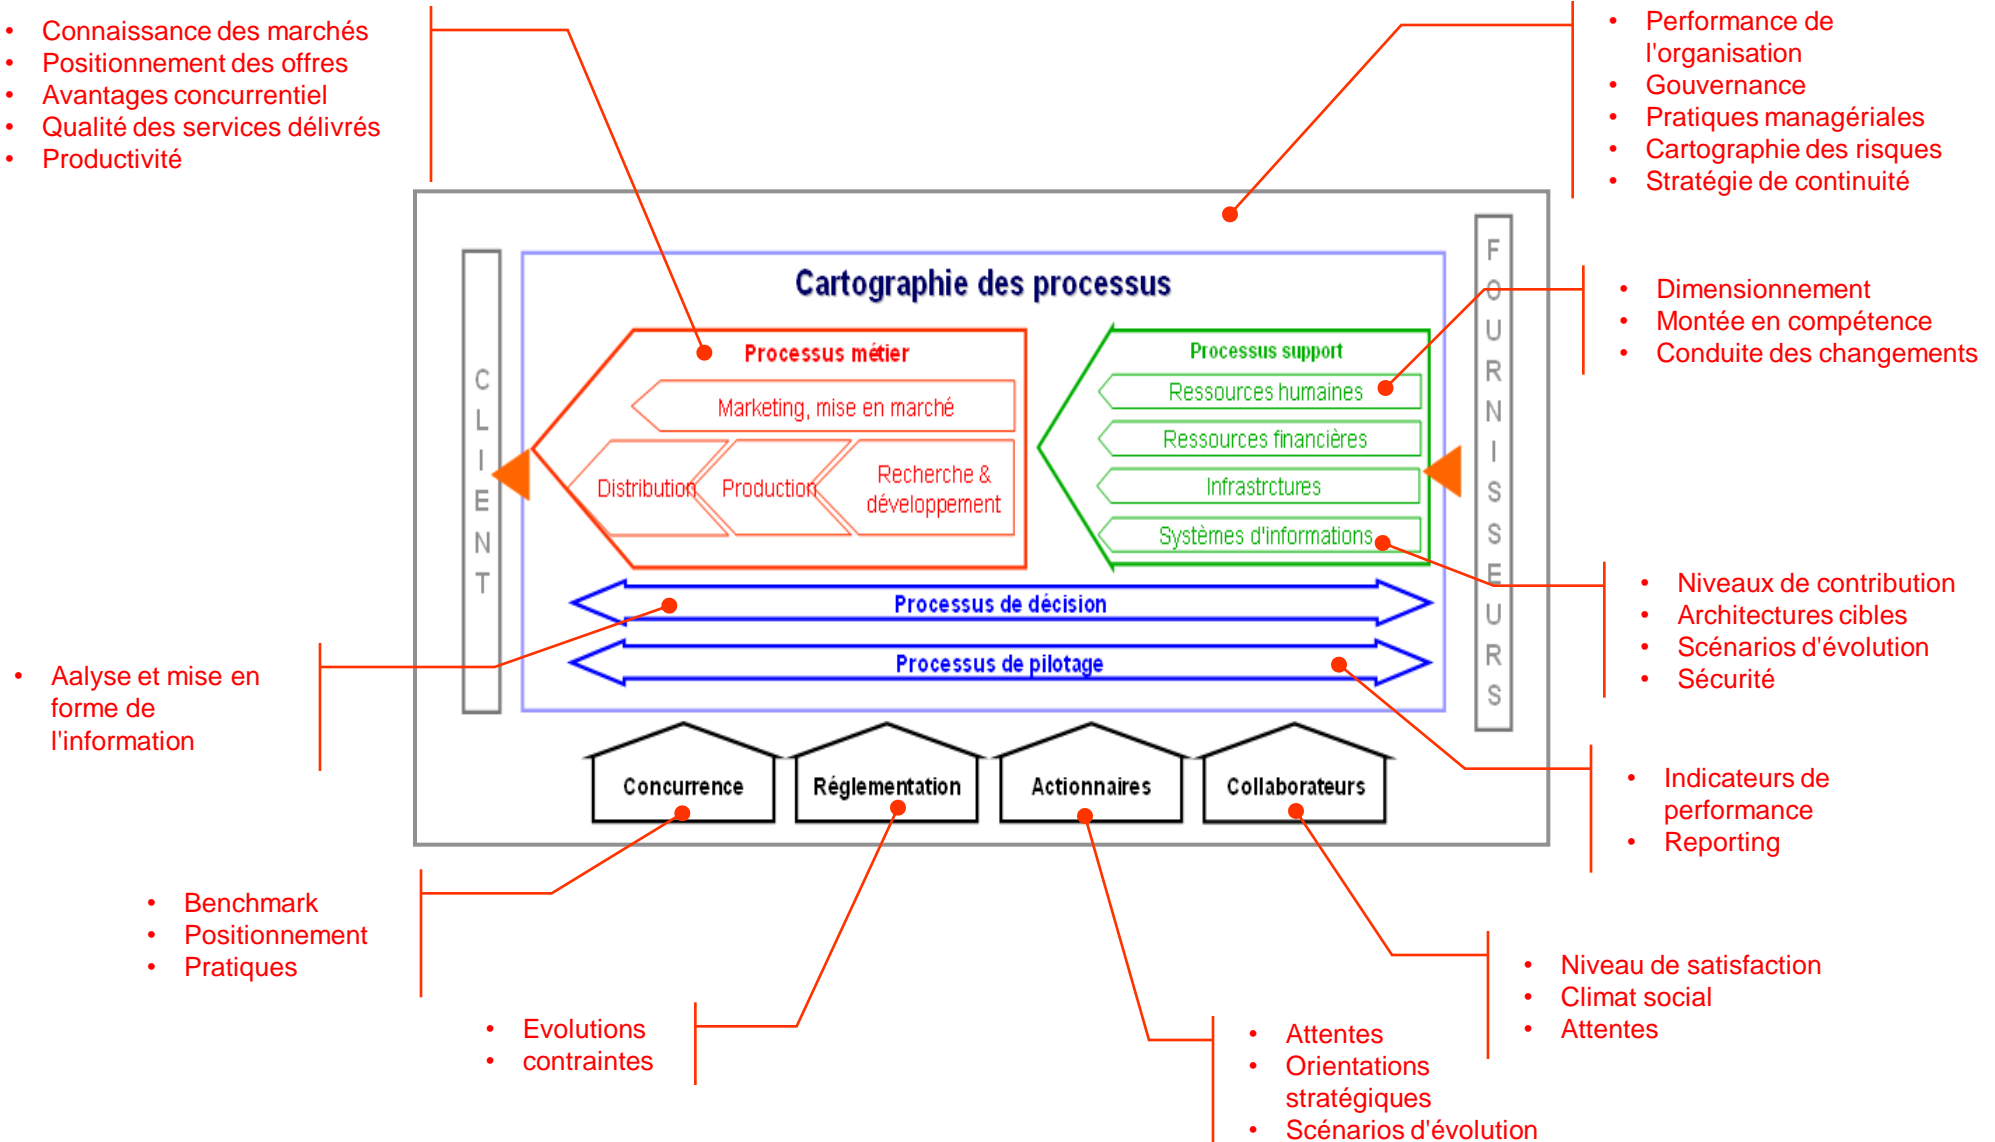 • Connaissance des marchés
• Positionnement des offres
• Avantages concurrentiel
• Qualité des services délivrés
• Productivité
• Performance de
l'organisation
• Gouvernance
• Pratiques managériales
• Cartographie des risques
• Stratégie de continuité
CLIENT
Cartographie des processus
Processus métier
Marketing, mise en marché
Distribution
Production
Recherche &
développement
Processus support
Ressources humaines
Ressources financières
Infrastrctures
Systèmes d'informations
Processus de décision
Processus de pilotage
FOURNISSEURS
• Dimensionnement
• Montée en compétence
• Conduite des changements
• Niveaux de contribution
• Architectures cibles
• Scénarios d'évolution
• Sécurité
• Aalyse et mise en
forme de
l'information
Concurrence
Réglementation
Actionnaires
Collaborateurs
• Indicateurs de
performance
• Reporting
• Benchmark
• Positionnement
• Pratiques
• Evolutions
• contraintes
• Attentes
• Orientations
stratégiques
• Scénarios d'évolution
• Niveau de satisfaction
• Climat social
• Attentes